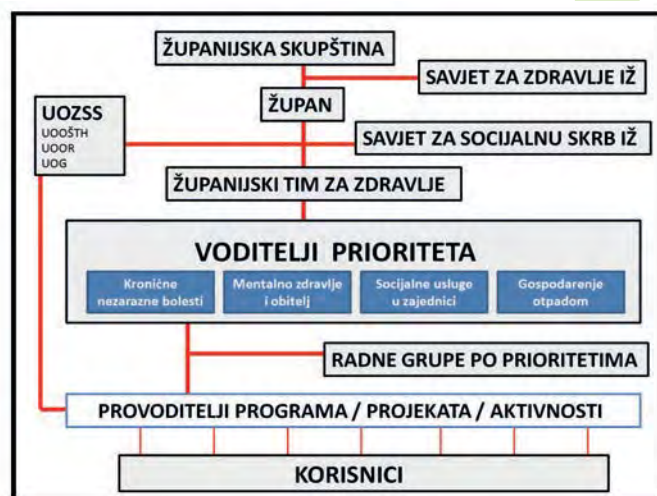 ŽUPANIJSKA SKUPŠTINA
SAVJET ZA ZDRAVLJE IŽ
ŽUPAN
UOZSS
UOOŠTH
UOOR
UOG
SAVJET ZA SOCIJALNU SKRB IŽ
ŽUPANIJSKI TIM ZA ZDRAVLJE
VODITELJI PRIORITETA
Kronične
nezarazne bolesti
Mentalno zdravlje
i obitelj
Socijalne usluge
u zajednici
Gospodarenje
otpadom
RADNE GRUPE PO PRIORITETIMA
PROVODITELJI PROGRAMA / PROJEKATA / AKTIVNOSTI
KORISNICI